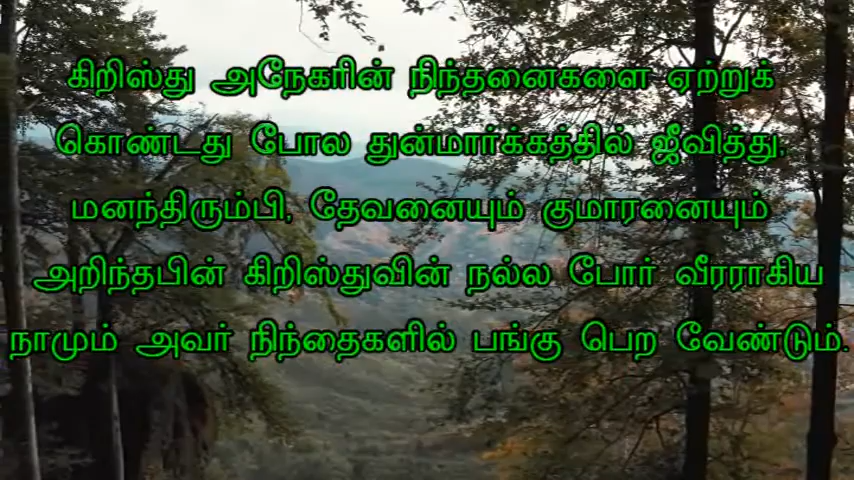 கிறிஸ்து அநேகரின் நிந்தனைகளை ஏற்றுக்
கொண்டது போல துன்மார்க்கத்தில் ஜீவித்து,
மனந்திரும்பி, தேவனையும் குமாரனையும்
அறிந்தபின் கிறிஸ்துவின் நல்ல போர் வீரராகிய
நாமும் அவர் நிந்தைகளில் பங்கு பெற வேண்டும்.